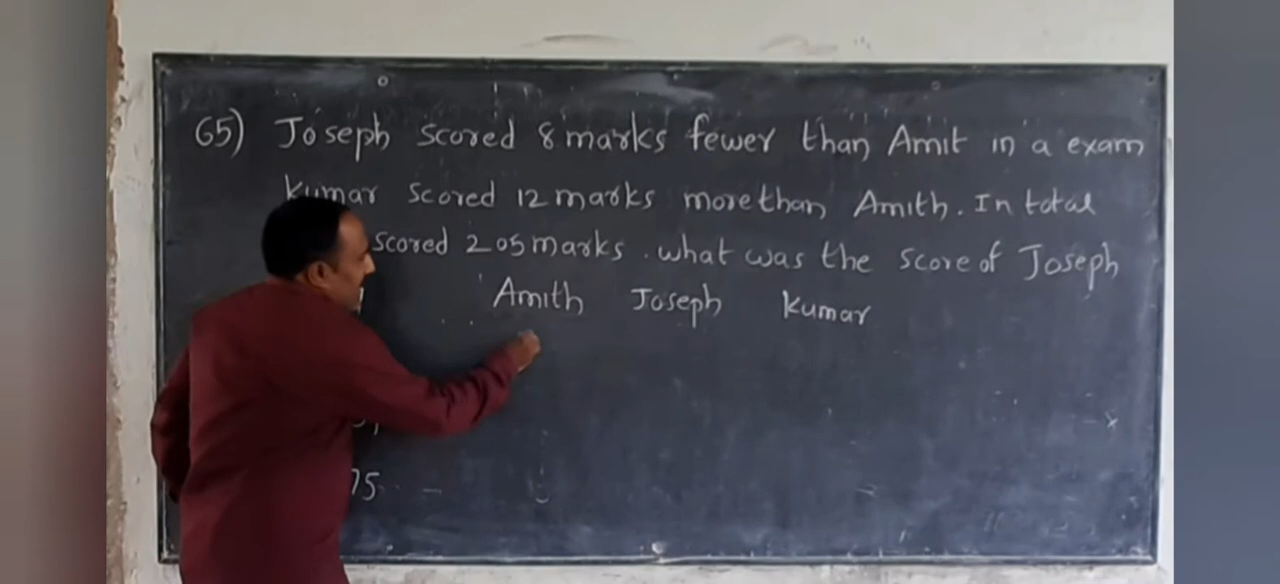 65) Joseph scored 8 marks fewer than Amit in a exam
Kumar scored 12 marks more than Amith. In total
scored 205 marks. what was the score of Joseph
Amith Joseph Kumar
75